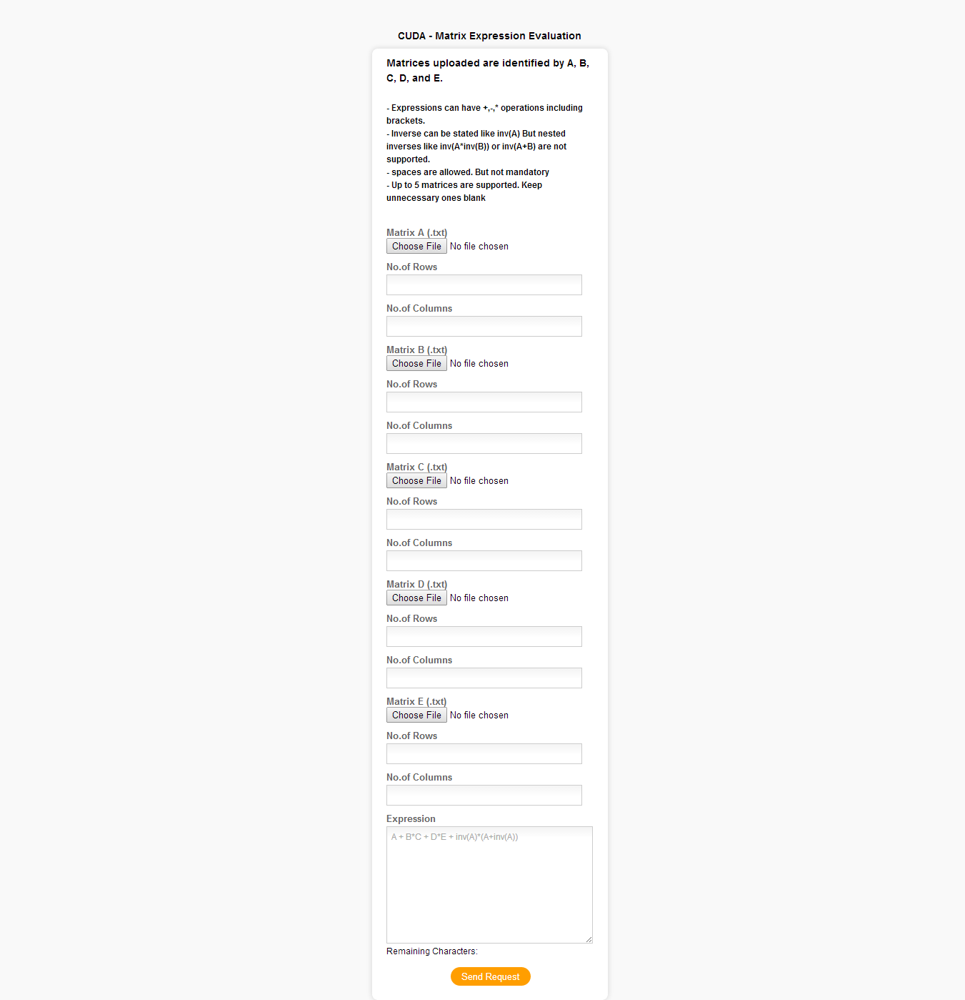 CUDA - Matrix Expression Evaluation
Matrices uploaded are identified by A, B,
C, D, and E.
- Expressions can have +,-,* operations including
brackets.
- Inverse can be stated like inv(A) But nested
inverses like inv(A*inv(B)) or inv(A+B) are not
supported.
- spaces are allowed. But not mandatory
- Up to 5 matrices are supported. Keep
unnecessary ones blank
Matrix A (.txt)
Choose File No file chosen
No.of Rows
No.of Columns
Matrix B (.txt)
Choose File No file chosen
No.of Rows
No.of Columns
Matrix C (.txt)
Choose File No file chosen
No.of Rows
No.of Columns
Matrix D (.txt)
Choose File No file chosen
No.of Rows
No.of Columns
Matrix E (.txt)
Choose File No file chosen
No.of Rows
No.of Columns
Expression
A + B*C + D*E + inv(A)*(A+inv(A))
Remaining Characters:
Send Request